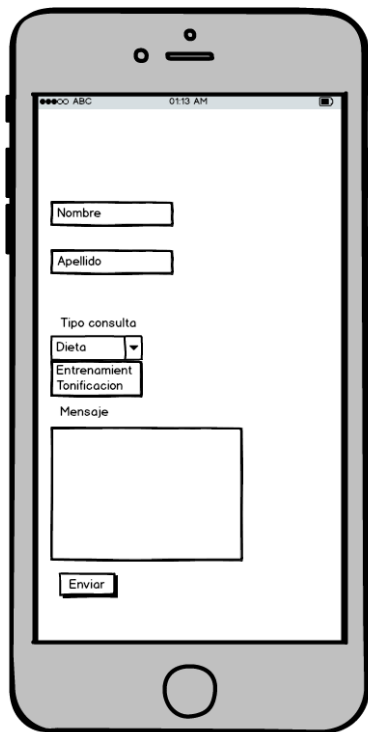 ABC 01:13 AM
Nombre
Apellido
Tipo consulta
Dieta
Entrenamient
Tonificacion
Mensaje
Enviar